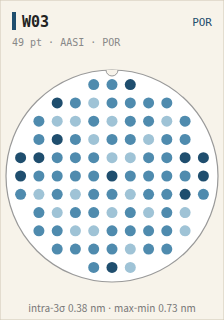 W03 POR
49 pt · AASI · POR
intra-3σ 0.38 nm · max-min 0.73 nm